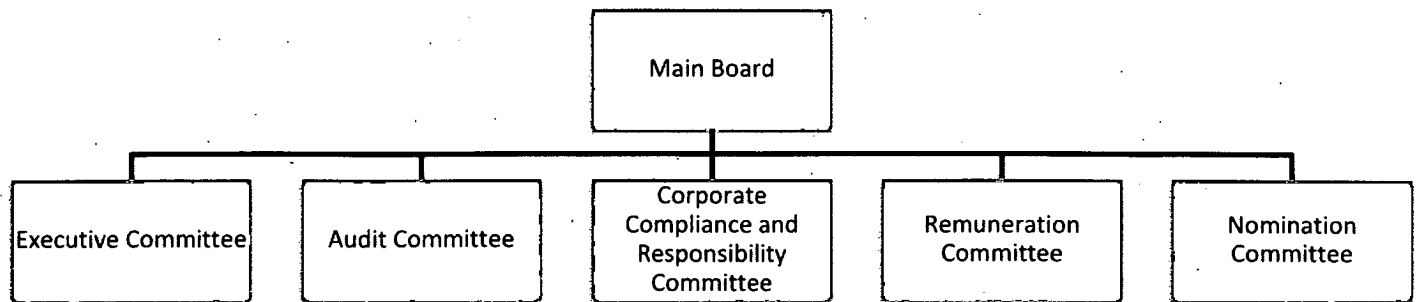 Main Board
Executive Committee
Audit Committee
Corporate
Compliance and
Responsibility
Committee
Remuneration
Committee
Nomination
Committee